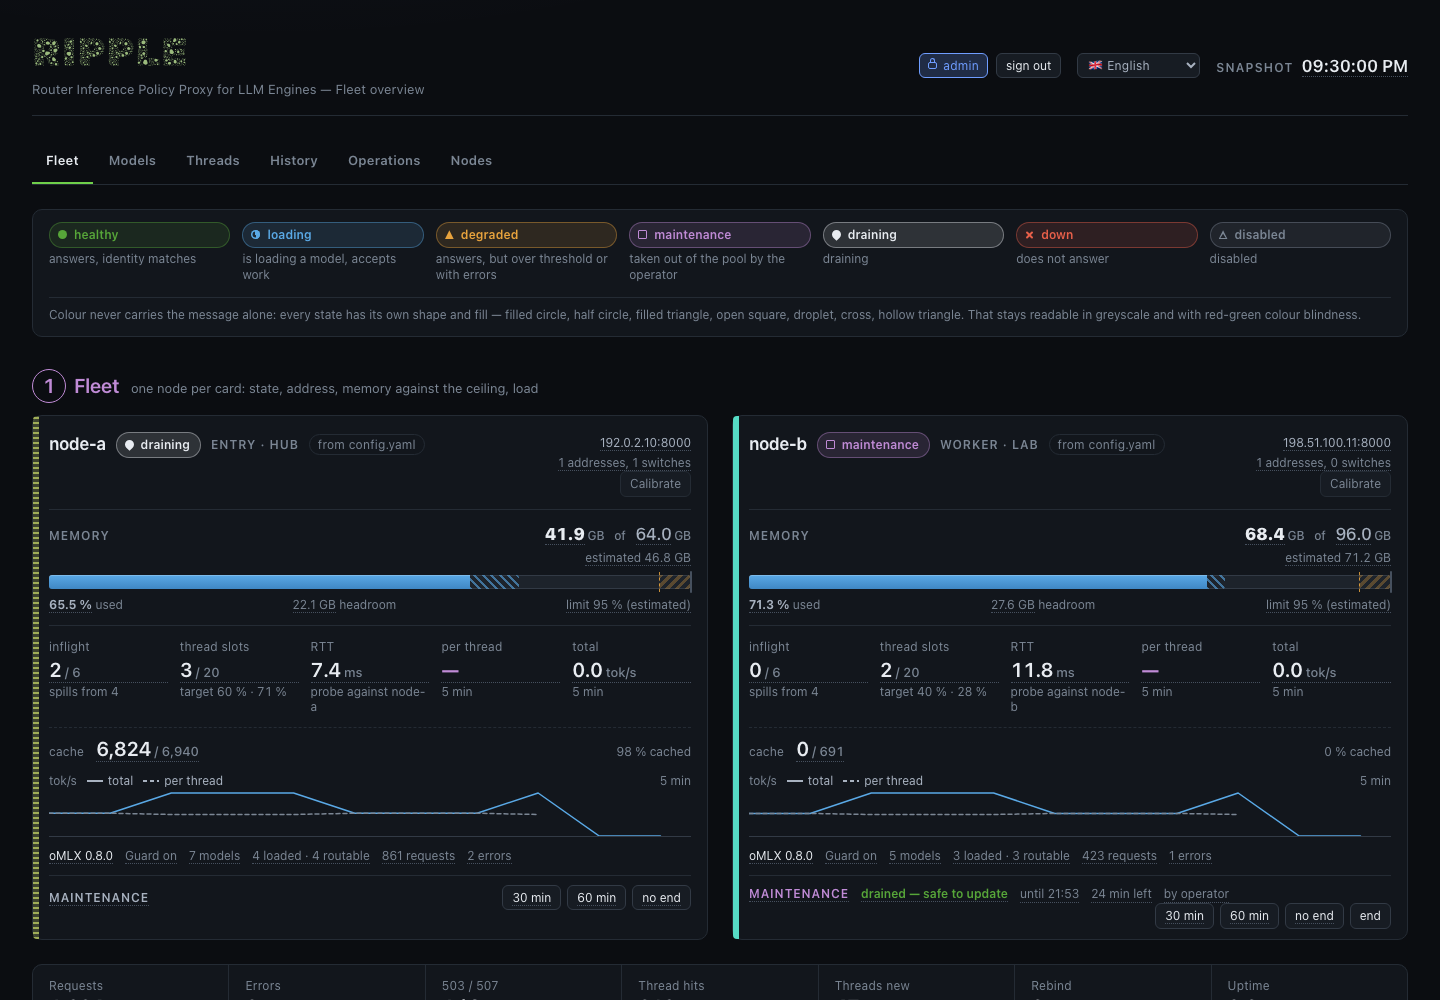 RIPPLE
Router Inference Policy Proxy for LLM Engines — Fleet overview
admin
sign out
English
SNAPSHOT 09:30:00 PM
Fleet
Models
Threads
History
Operations
Nodes
healthy
answers, identity matches
loading
is loading a model, accepts
work
degraded
answers, but over threshold or
with errors
maintenance
taken out of the pool by the
operator
draining
draining
down
does not answer
disabled
disabled
Colour never carries the message alone: every state has its own shape and fill — filled circle, half circle, filled triangle, open square, droplet, cross, hollow triangle. That stays readable in greyscale and with red-green colour blindness.
1 Fleet one node per card: state, address, memory against the ceiling, load
node-a draining ENTRY · HUB from config.yaml
192.0.2.10:8000
1 addresses, 1 switches
Calibrate
MEMORY
41.9 GB of 64.0 GB
estimated 46.8 GB
65.5 % used
22.1 GB headroom
limit 95 % (estimated)
inflight
2 / 6
spills from 4
thread slots
3 / 20
target 60 % · 71 %
RTT
7.4 ms
probe against node-
a
per thread
—
5 min
total
0.0 tok/s
5 min
cache 6,824 / 6,940
98 % cached
tok/s total per thread
5 min
oMLX 0.8.0 Guard on 7 models 4 loaded · 4 routable 861 requests 2 errors
MAINTENANCE
30 min
60 min
no end
node-b maintenance WORKER · LAB from config.yaml
198.51.100.11:8000
1 addresses, 0 switches
Calibrate
MEMORY
68.4 GB of 96.0 GB
estimated 71.2 GB
71.3 % used
27.6 GB headroom
limit 95 % (estimated)
inflight
0 / 6
spills from 4
thread slots
2 / 20
target 40 % · 28 %
RTT
11.8 ms
probe against node-
b
per thread
—
5 min
total
0.0 tok/s
5 min
cache 0 / 691
0 % cached
tok/s total per thread
5 min
oMLX 0.8.0 Guard on 5 models 3 loaded · 3 routable 423 requests 1 errors
MAINTENANCE drained — safe to update until 21:53 24 min left by operator
30 min
60 min
no end
end
Requests
Errors
503 / 507
Thread hits
Threads new
Rebind
Uptime